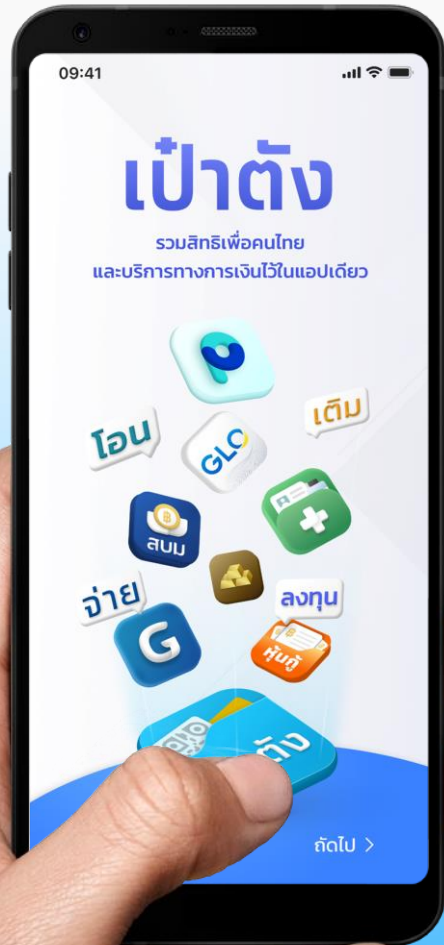 09:41
เป๋าตัง
รวมสิทธิเพื่อคนไทย
และบริการทางการเงินไว้ในแอปเดียว
เติม
โอน
GLO
สบม
จ่าย
ลงทุน
G
หุ้นกู้
ตัง
ถัดไป >